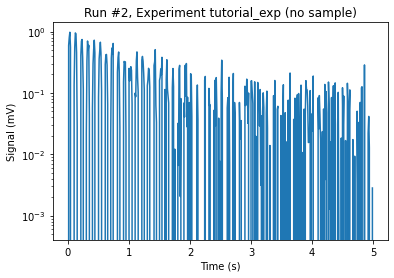 Run #2, Experiment tutorial_exp (no sample)
Signal (mV)
10⁰
10⁻¹
10⁻²
10⁻³
0 1 2 3 4 5
Time (s)